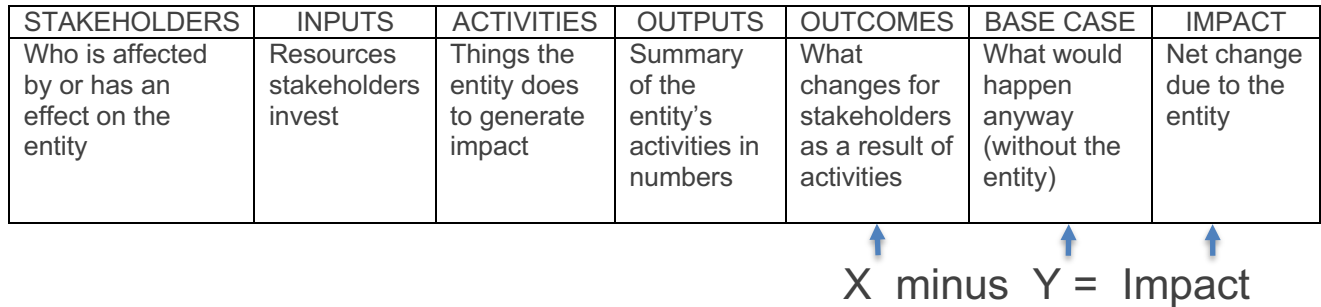 STAKEHOLDERS INPUTS ACTIVITIES OUTPUTS OUTCOMES BASE CASE IMPACT
Who is affected
by or has an
effect on the
entity
Resources
stakeholders
invest
Things the
entity does
to generate
impact
Summary
of the
entity’s
activities in
numbers
What
changes for
stakeholders
as a result of
activities
What would
happen
anyway
(without the
entity)
Net change
due to the
entity
X minus Y = Impact